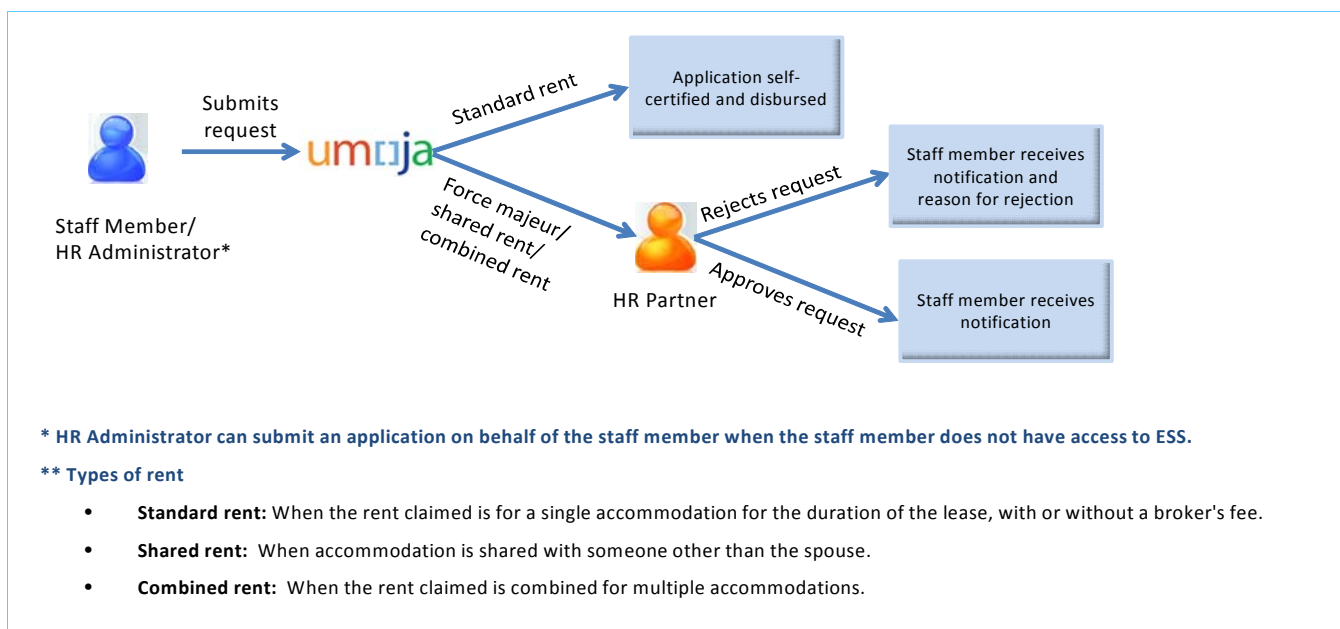 Submits
request
Staff Member/
HR Administrator*
umoja
Standard rent
Application self-
certified and disbursed
Force majeur/
shared rent/
combined rent
HR Partner
Rejects request
Staff member receives
notification and
reason for rejection
Approves request
Staff member receives
notification
* HR Administrator can submit an application on behalf of the staff member when the staff member does not have access to ESS.
** Types of rent
• Standard rent: When the rent claimed is for a single accommodation for the duration of the lease, with or without a broker's fee.
• Shared rent: When accommodation is shared with someone other than the spouse.
• Combined rent: When the rent claimed is combined for multiple accommodations.